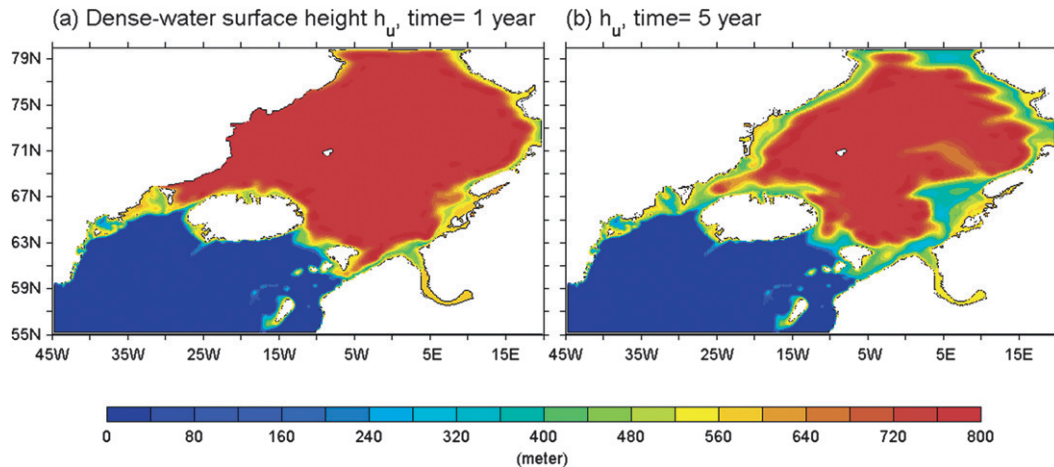 (a) Dense-water surface height hu, time= 1 year
(b) hu, time= 5 year
79N
75N
71N
67N
63N
59N
55N
45W 35W 25W 15W 5W 5E 15E
45W 35W 25W 15W 5W 5E 15E
0 80 160 240 320 400 480 560 640 720 800
(meter)